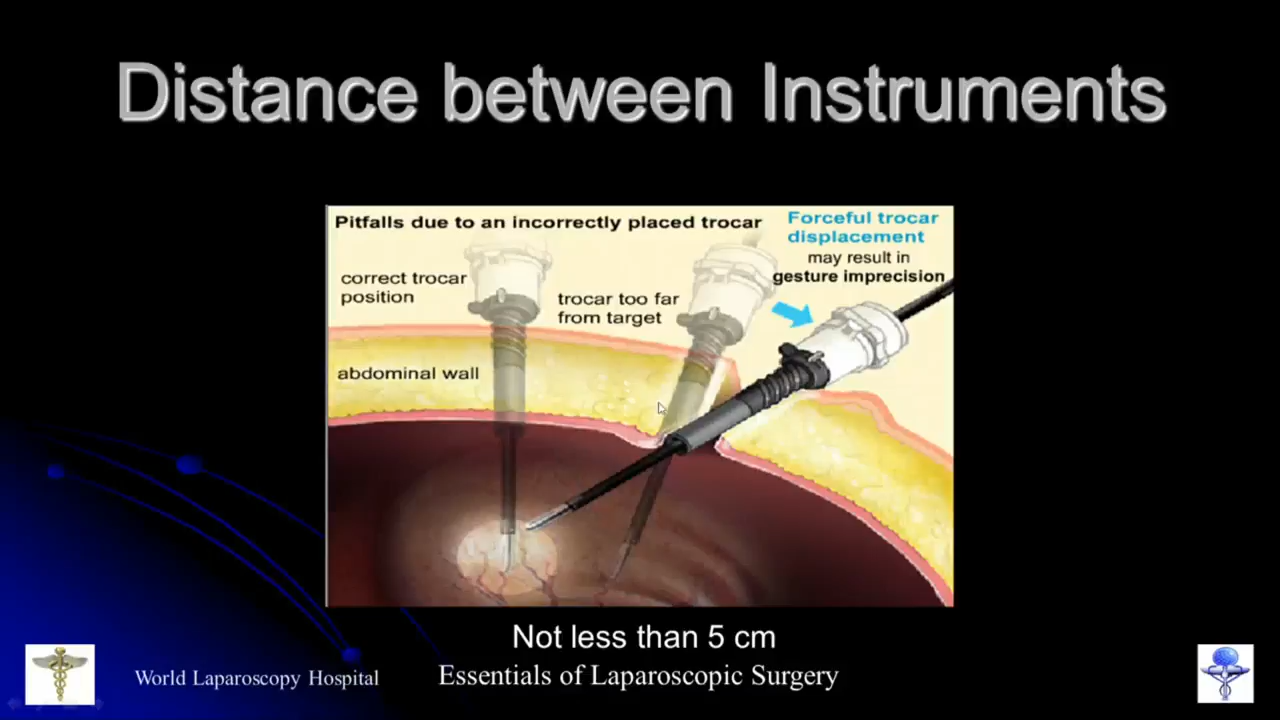 Distance between Instruments
Pitfalls due to an incorrectly placed trocar
Forceful trocar
displacement
may result in
gesture imprecision
correct trocar
position
trocar too far
from target
abdominal wall
Not less than 5 cm
World Laparoscopy Hospital
Essentials of Laparoscopic Surgery